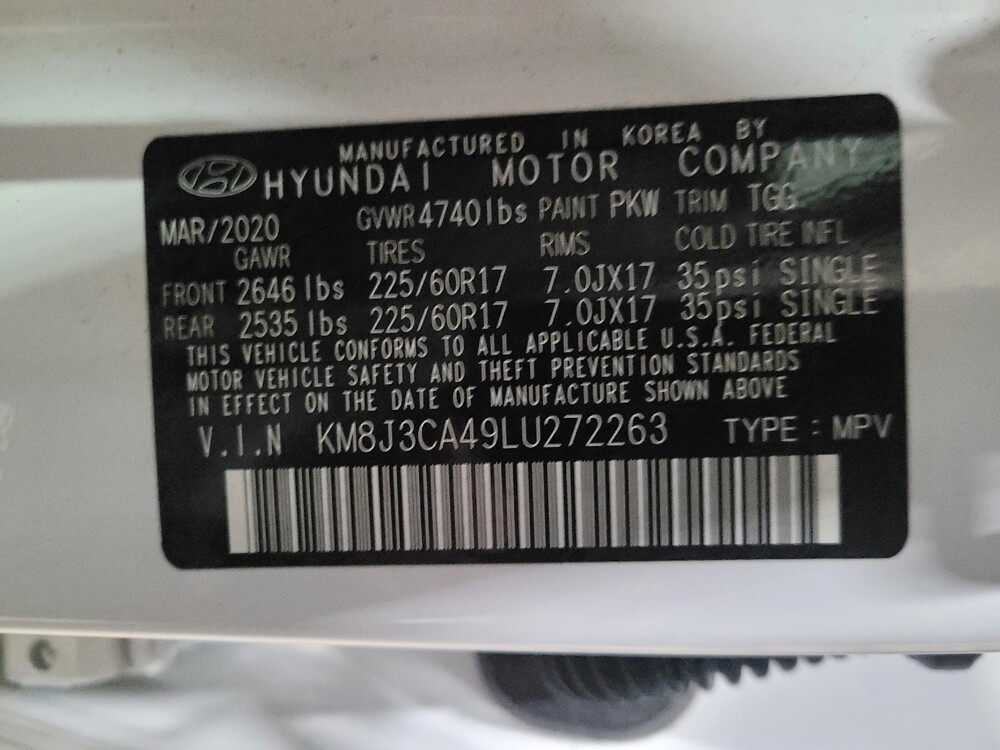 MANUFACTURED IN KOREA BY
HYUNDAI MOTOR COMPANY
MAR/2020 GVWR 4740lbs PAINT PKW TRIM TGG
GAWR TIRES RIMS COLD TIRE INFL
FRONT 2646 lbs 225/60R17 7.0JX17 35psi SINGLE
REAR 2535 lbs 225/60R17 7.0JX17 35psi SINGLE
THIS VEHICLE CONFORMS TO ALL APPLICABLE U.S.A. FEDERAL
MOTOR VEHICLE SAFETY AND THEFT PREVENTION STANDARDS
IN EFFECT ON THE DATE OF MANUFACTURE SHOWN ABOVE
V.I.N KM8J3CA49LU272263 TYPE : MPV